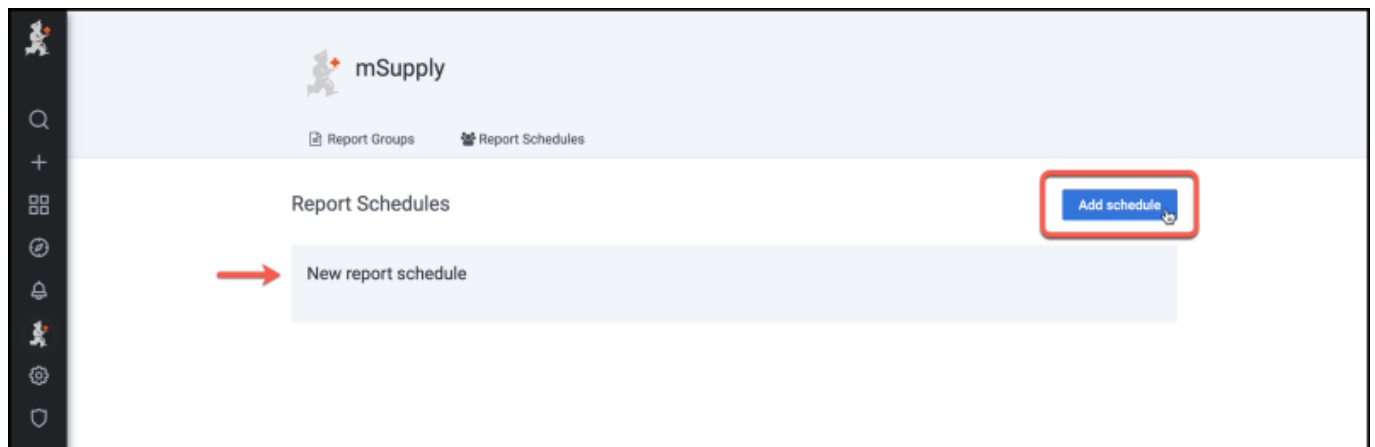 mSupply
Report Groups Report Schedules
Report Schedules Add schedule
New report schedule